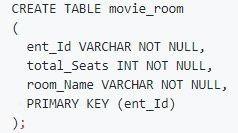 CREATE TABLE movie_room
(
  ent_Id VARCHAR NOT NULL,
  total_Seats INT NOT NULL,
  room_Name VARCHAR NOT NULL,
  PRIMARY KEY (ent_Id)
);